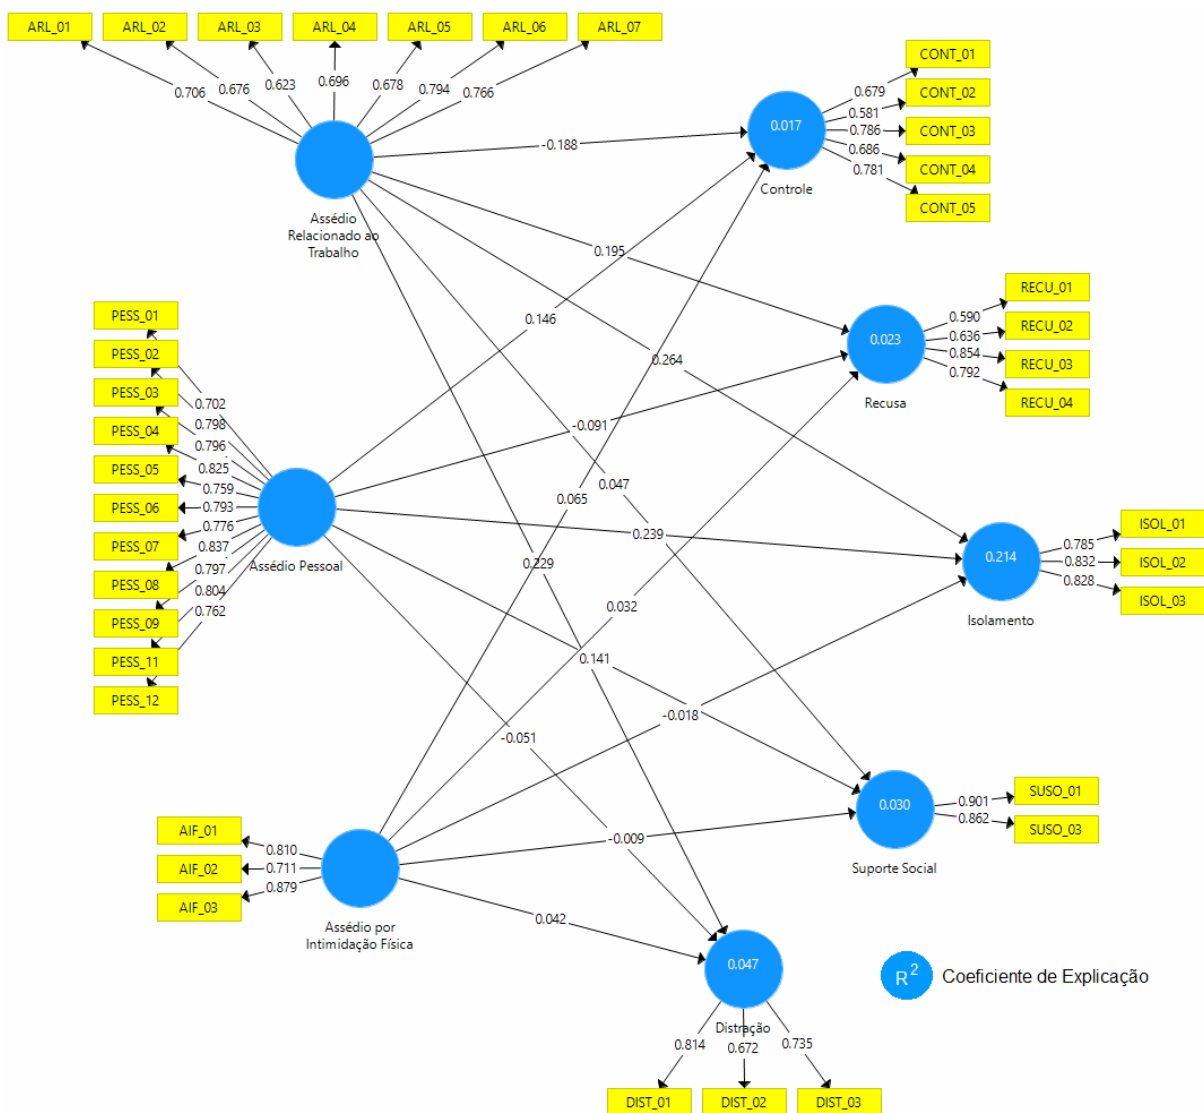 ARL_01 ARL_02 ARL_03 ARL_04 ARL_05 ARL_06 ARL_07
0.706 0.676 0.623 0.696 0.678 0.794 0.766
Assédio
Relacionado ao
Trabalho
CONT_01
CONT_02
CONT_03
CONT_04
CONT_05
0.679
0.581
0.786
0.686
0.781
0.017
Controle
-0.188
0.195
0.146
0.264
RECU_01
RECU_02
RECU_03
RECU_04
0.590
0.636
0.854
0.792
0.023
Recusa
PESS_01
PESS_02
PESS_03
PESS_04
PESS_05
PESS_06
PESS_07
PESS_08
PESS_09
PESS_11
PESS_12
0.702
0.798
0.796
0.825
0.759
0.793
0.776
0.837
0.797
0.804
0.762
Assédio Pessoal
-0.091
0.047
0.065
0.239
0.229
0.032
0.141
-0.018
-0.051
ISOL_01
ISOL_02
ISOL_03
0.785
0.832
0.828
0.214
Isolamento
AIF_01
AIF_02
AIF_03
0.810
0.711
0.879
Assédio por
Intimidação Física
-0.009
0.042
SUSO_01
SUSO_03
0.901
0.862
0.030
Suporte Social
0.047
Distração
0.814 0.672 0.735
DIST_01 DIST_02 DIST_03
R² Coeficiente de Explicação